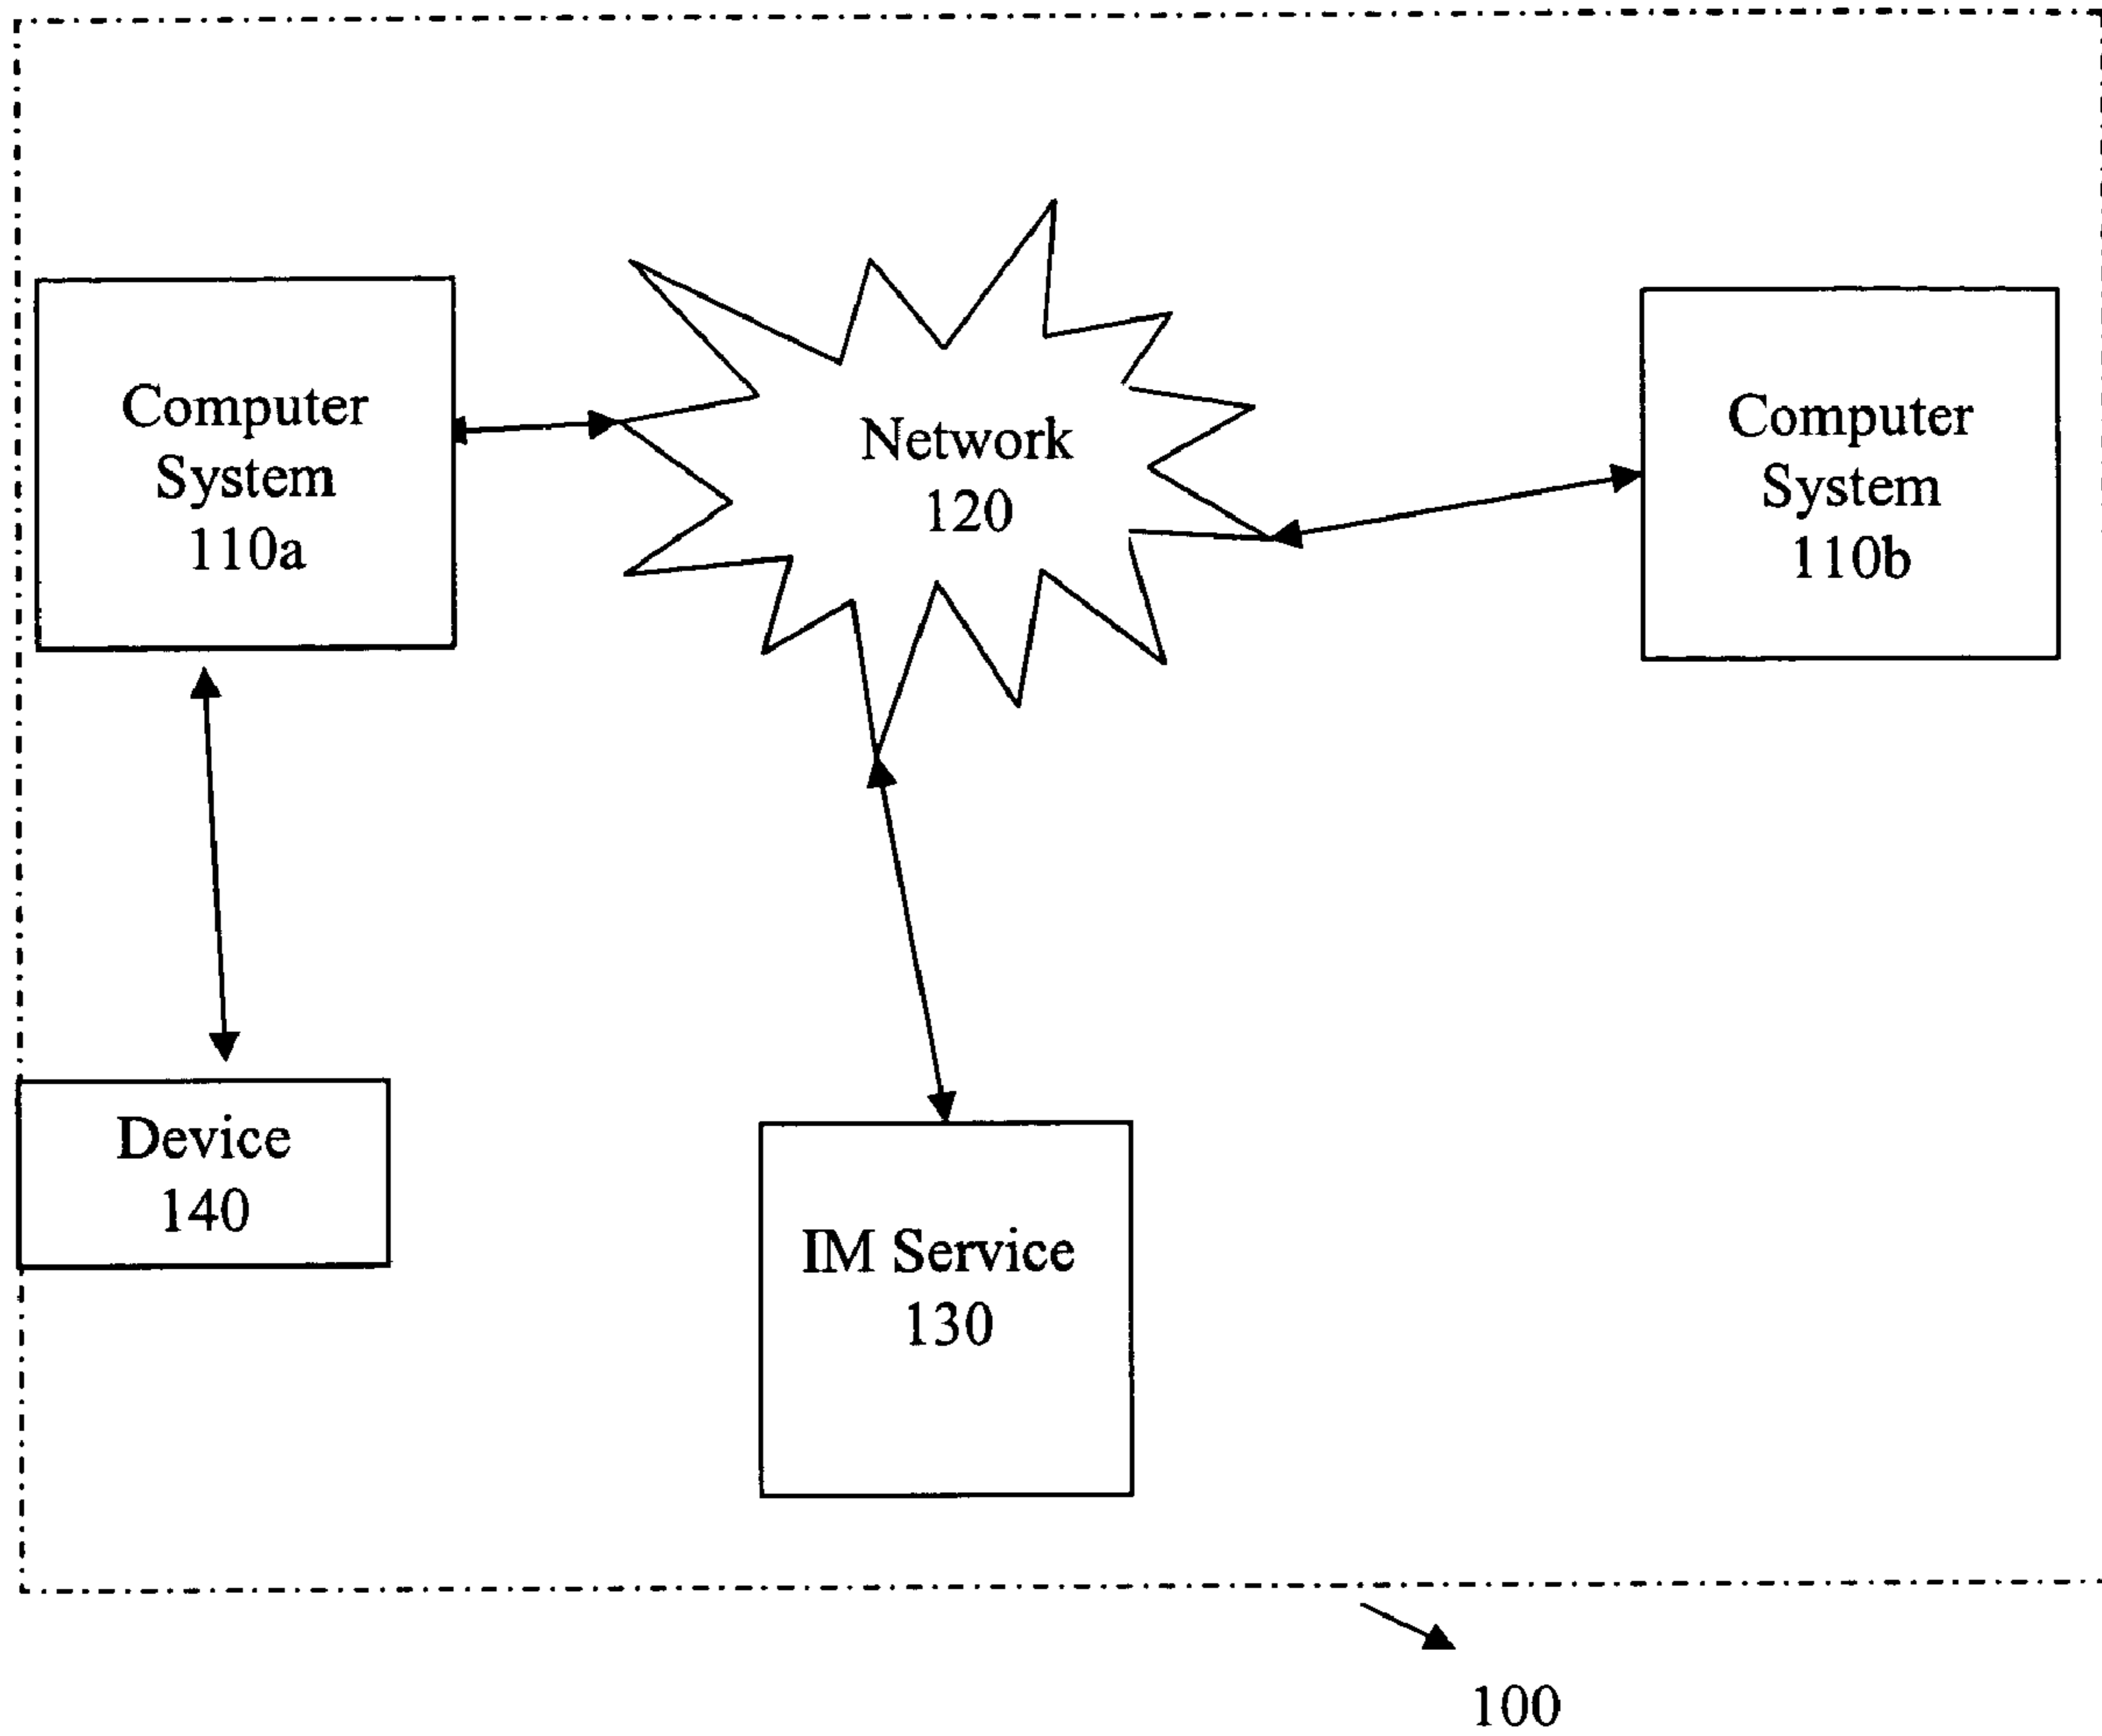 Computer
System
110a
Network
120
Computer
System
110b
Device
140
IM Service
130
100